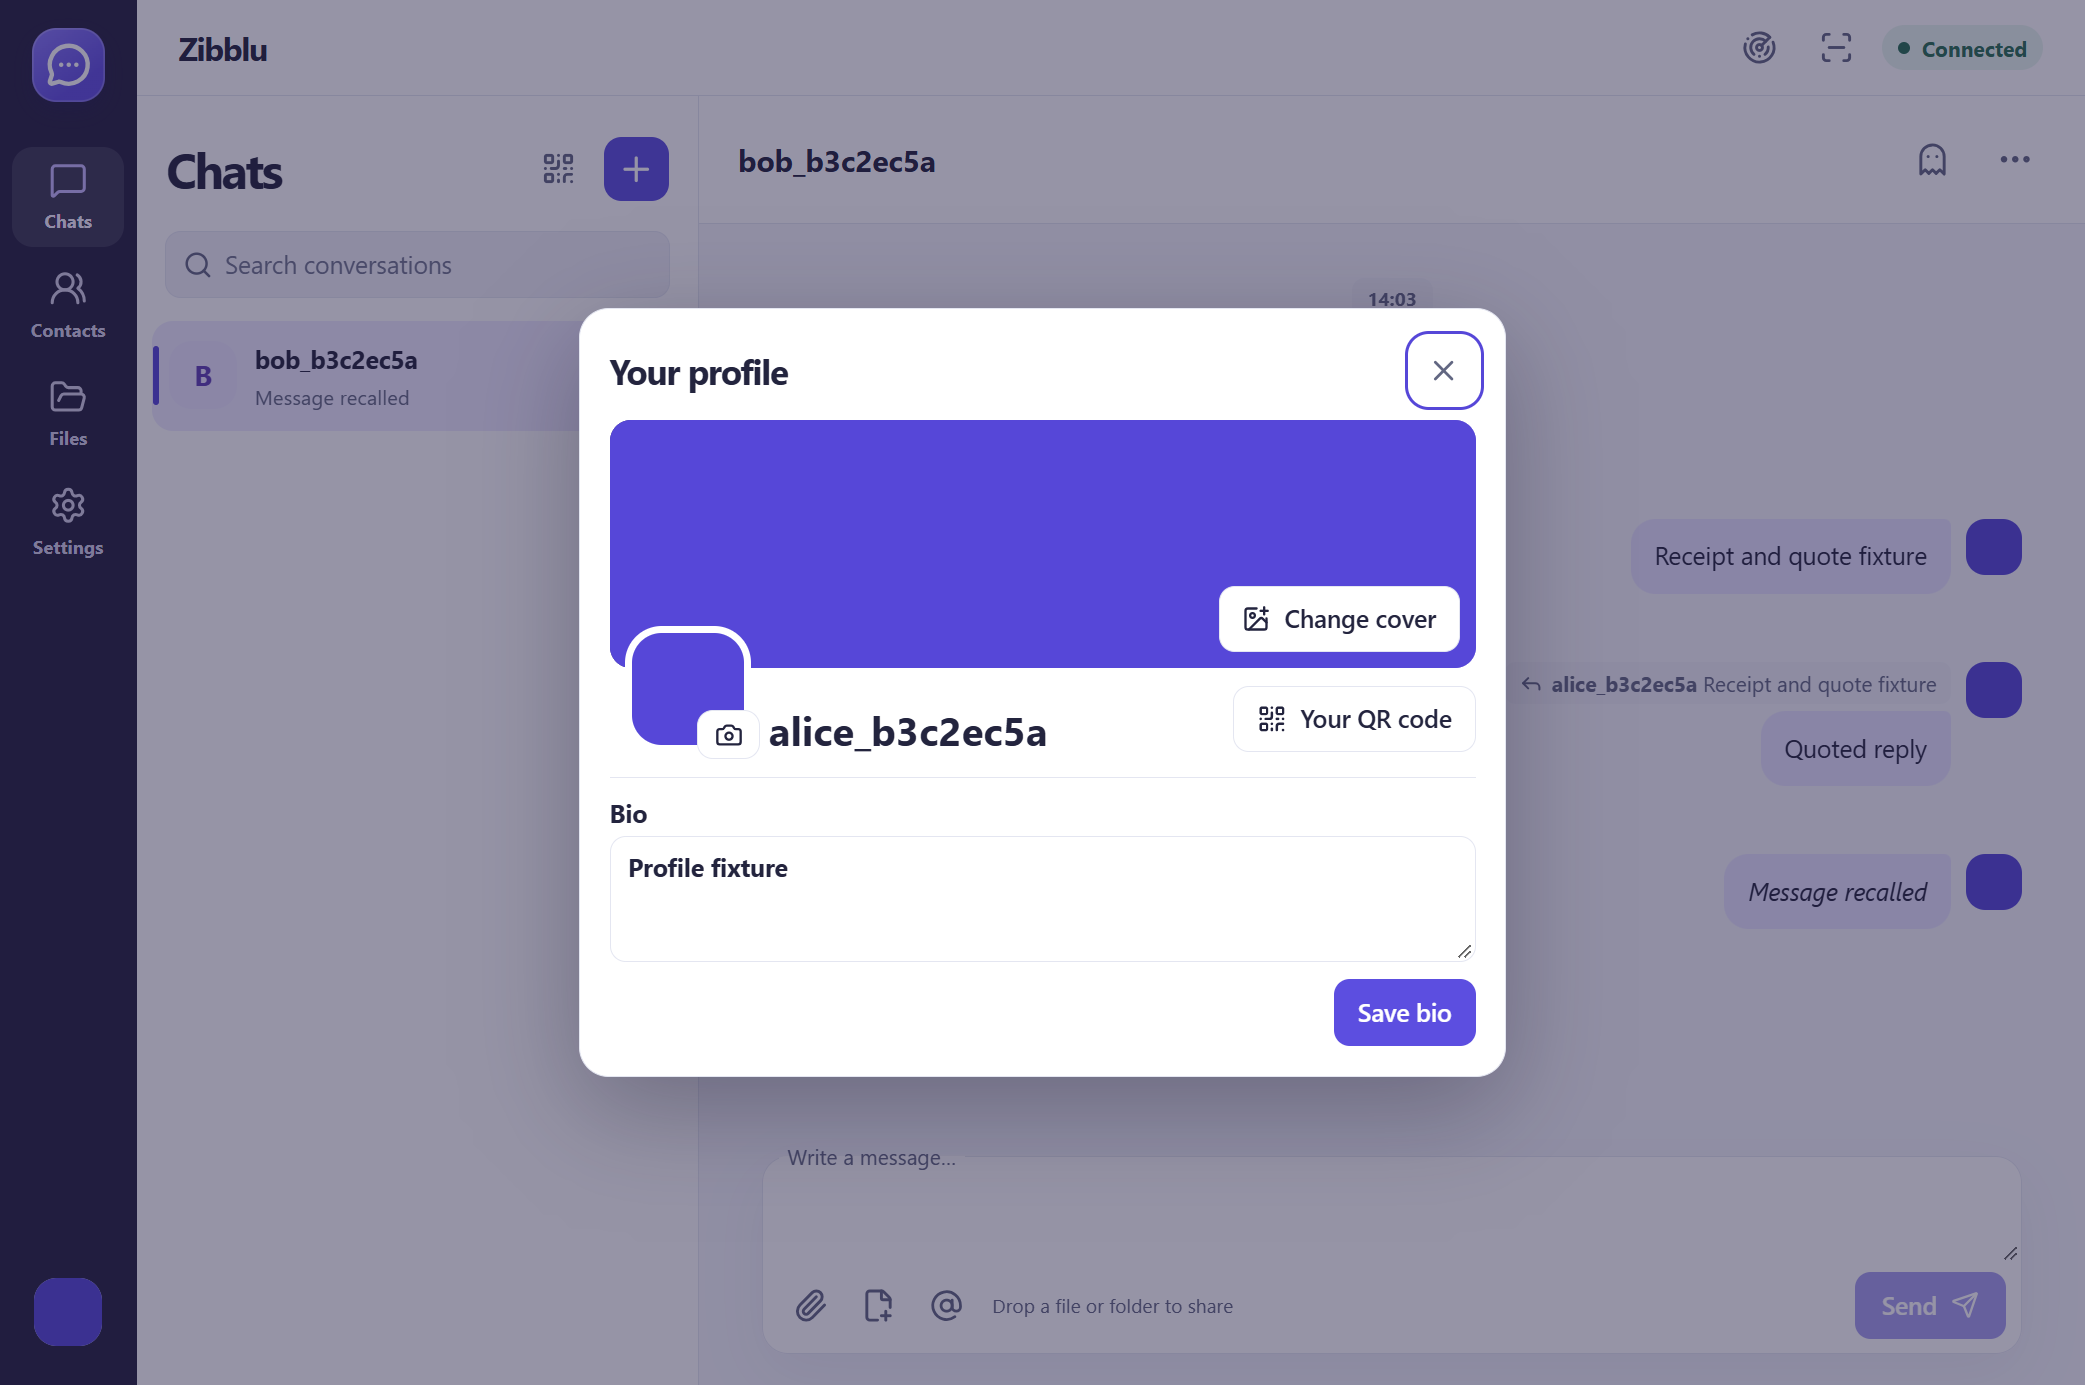 Zibblu
Connected
Chats
Contacts
Files
Settings
Chats
Search conversations
B
bob_b3c2ec5a
Message recalled
bob_b3c2ec5a
14:03
Receipt and quote fixture
alice_b3c2ec5a Receipt and quote fixture
Quoted reply
Message recalled
Write a message...
Drop a file or folder to share
Send
Your profile
Change cover
alice_b3c2ec5a
Your QR code
Bio
Profile fixture
Save bio